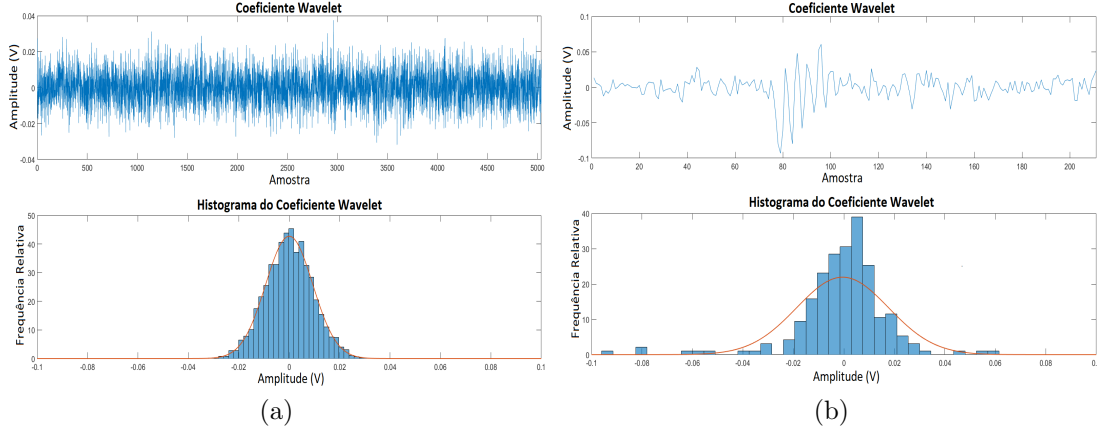 Coeficiente Wavelet
Amplitude (V)
0.04
0.02
0
-0.02
-0.04
0 500 1000 1500 2000 2500 3000 3500 4000 4500 5000
Amostra
Histograma do Coeficiente Wavelet
Frequência Relativa
50
40
30
20
10
0
-0.1 -0.08 -0.06 -0.04 -0.02 0 0.02 0.04 0.06 0.08 0.1
Amplitude (V)
(a)
Coeficiente Wavelet
Amplitude (V)
0.1
0.05
0
-0.05
-0.1
0 20 40 60 80 100 120 140 160 180 200
Amostra
Histograma do Coeficiente Wavelet
Frequência Relativa
40
30
20
10
0
-0.1 -0.08 -0.06 -0.04 -0.02 0 0.02 0.04 0.06 0.08 0.
Amplitude (V)
(b)